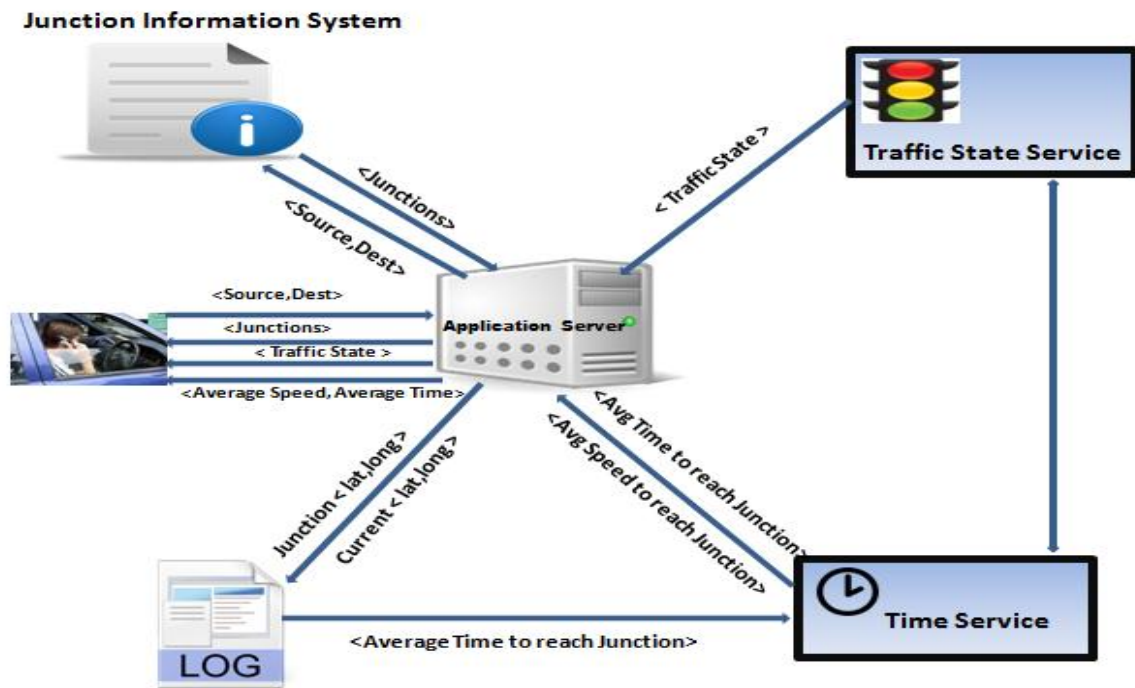 Junction Information System
i
<Junctions>
<Source,Dest>
< Traffic State >
Traffic State Service
<Source,Dest>
<Junctions>
< Traffic State >
<Average Speed, Average Time>
Application Server
Junction < lat,long>
Current < lat,long>
<Avg Time to reach Junction>
<Avg Speed to reach Junction>
LOG
<Average Time to reach Junction>
Time Service